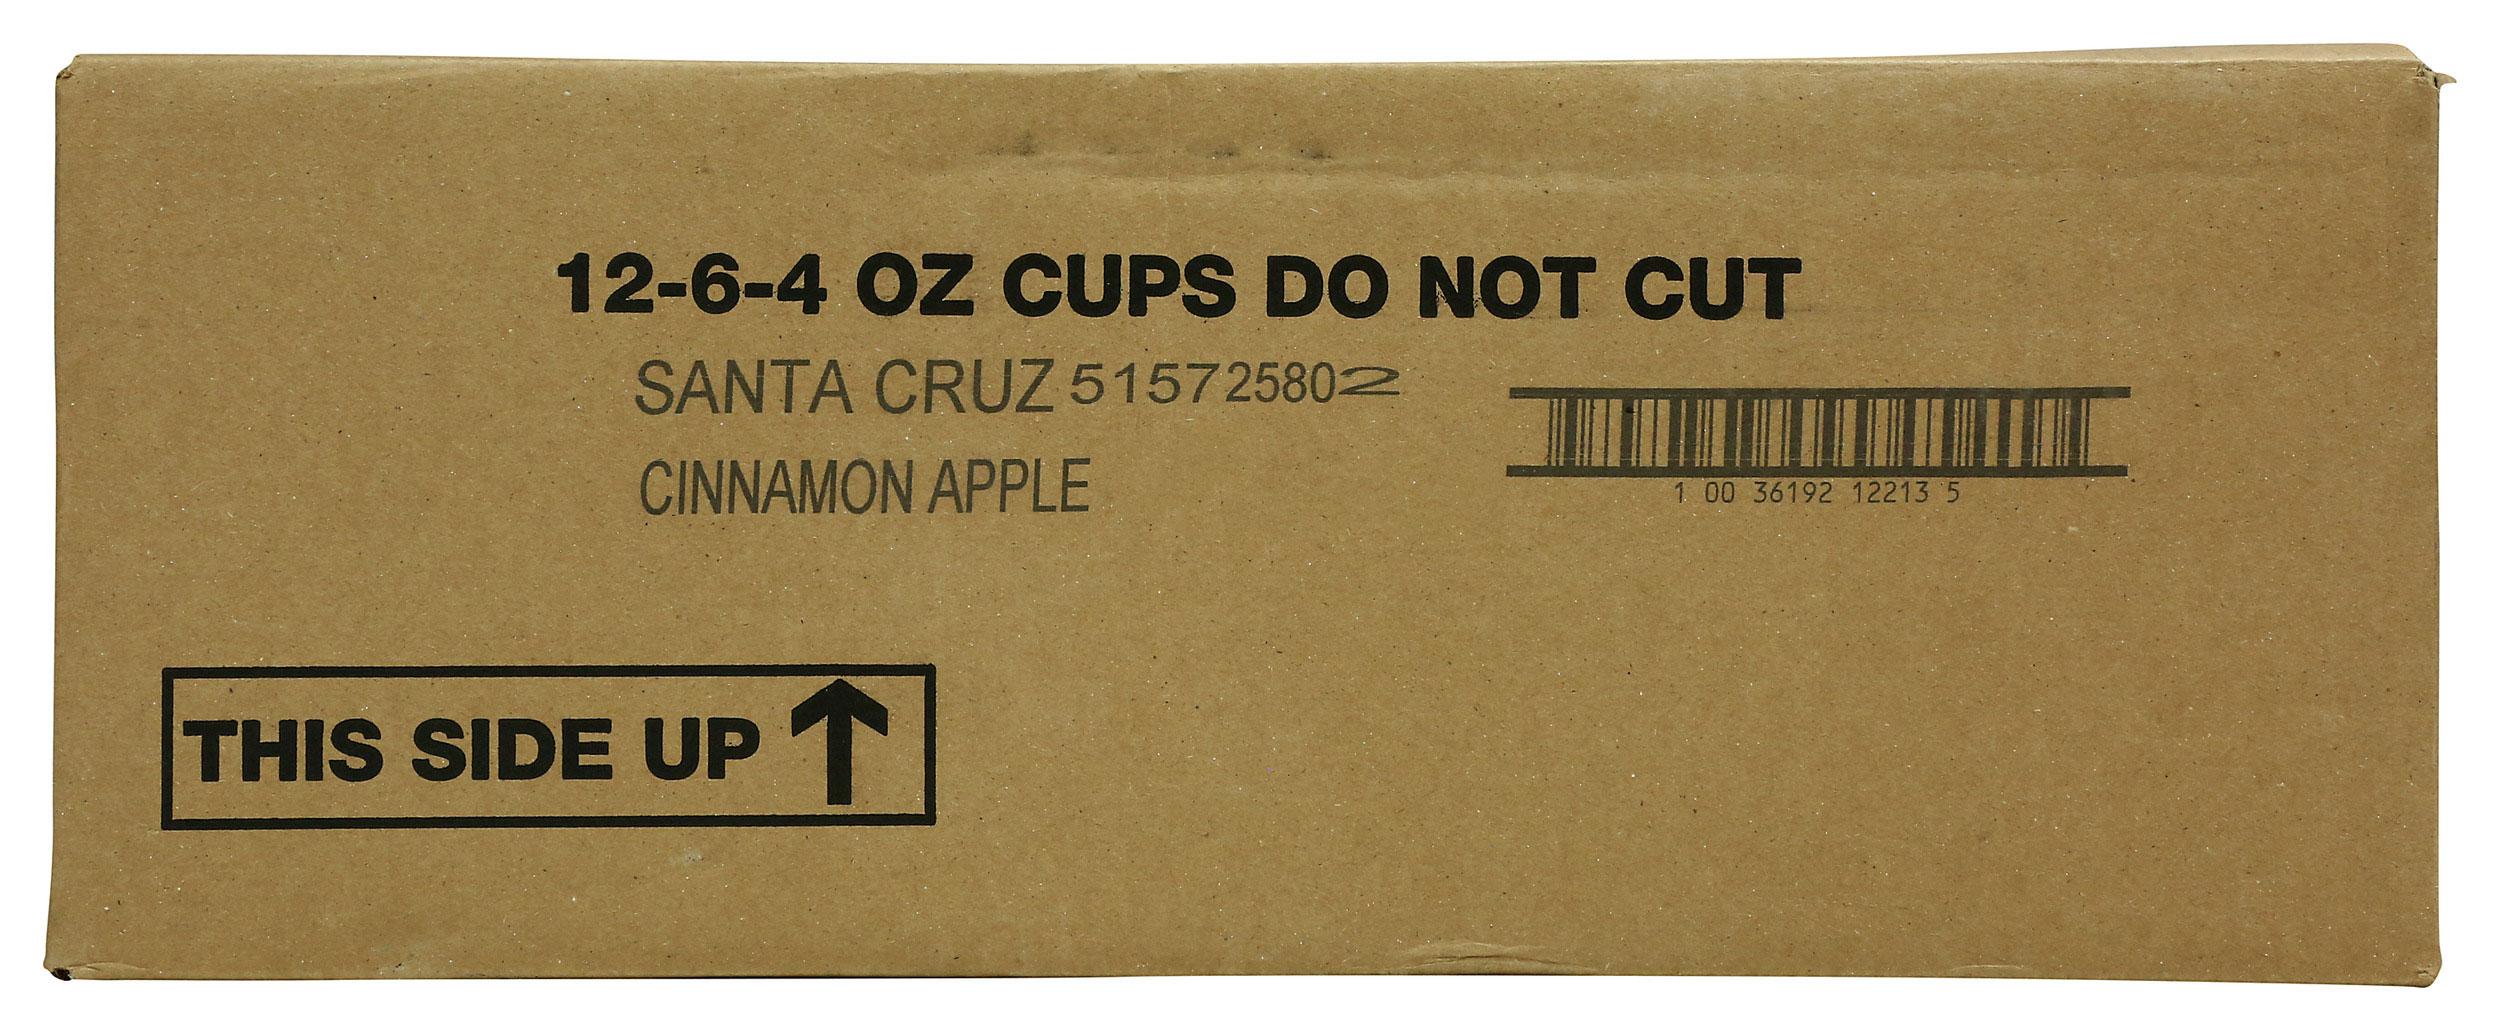 12-6-4 OZ CUPS DO NOT CUT
SANTA CRUZ 515725802
CINNAMON APPLE
1 00 36192 12213 5
THIS SIDE UP